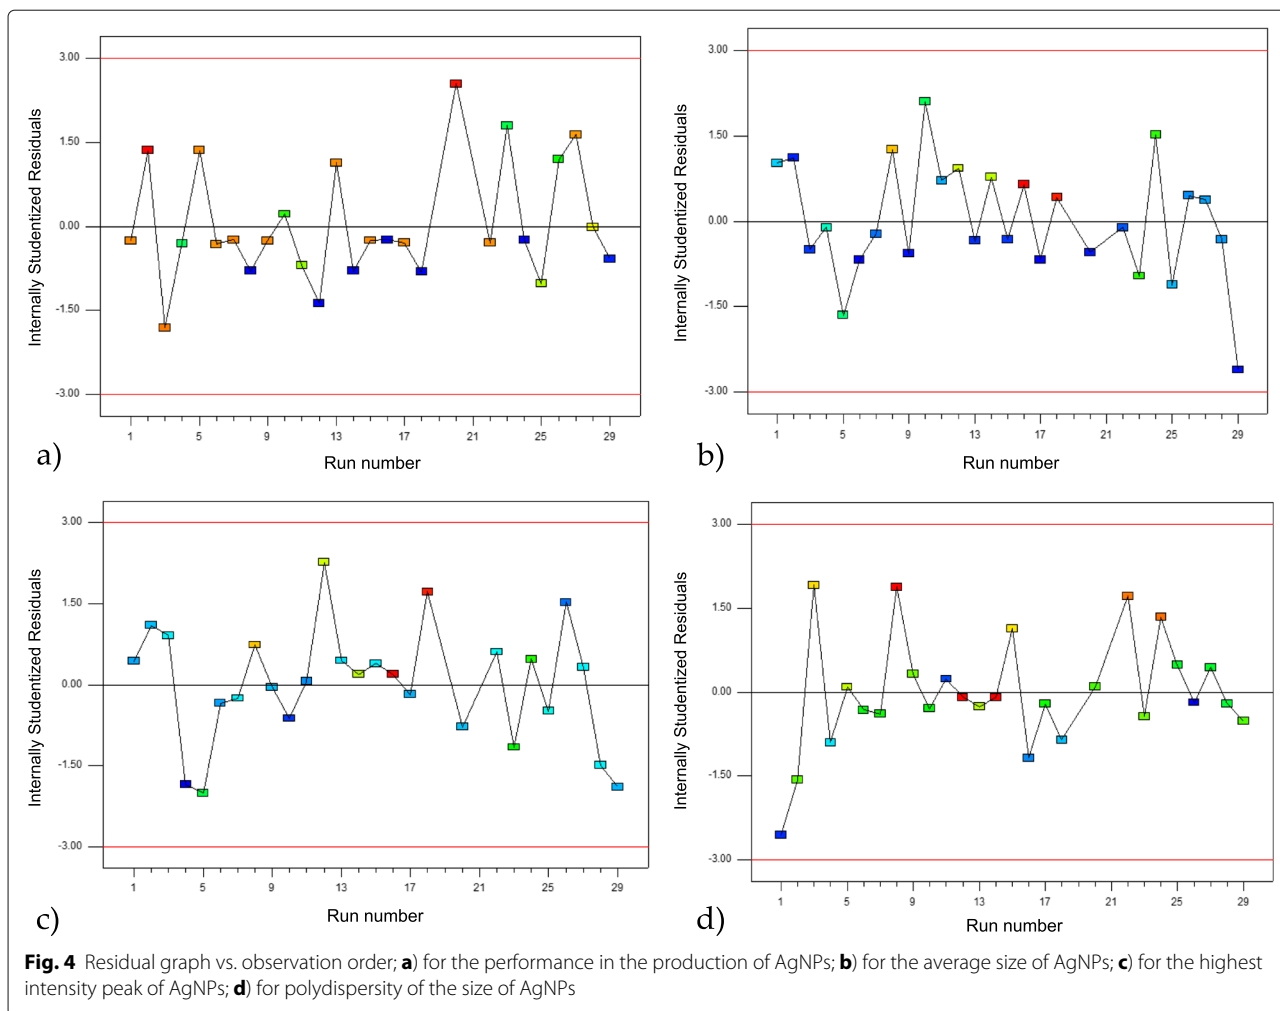 3.00
1.50
0.00
-1.50
-3.00
Internally Studentized Residuals
1 5 9 13 17 21 25 29
a)
Run number
3.00
1.50
0.00
-1.50
-3.00
Internally Studentized Residuals
1 5 9 13 17 21 25 29
b)
Run number
3.00
1.50
0.00
-1.50
-3.00
Internally Studentized Residuals
1 5 9 13 17 21 25 29
c)
Run number
3.00
1.50
0.00
-1.50
-3.00
Internally Studentized Residuals
1 5 9 13 17 21 25 29
d)
Run number
Fig. 4 Residual graph vs. observation order; a) for the performance in the production of AgNPs; b) for the average size of AgNPs; c) for the highest
intensity peak of AgNPs; d) for polydispersity of the size of AgNPs